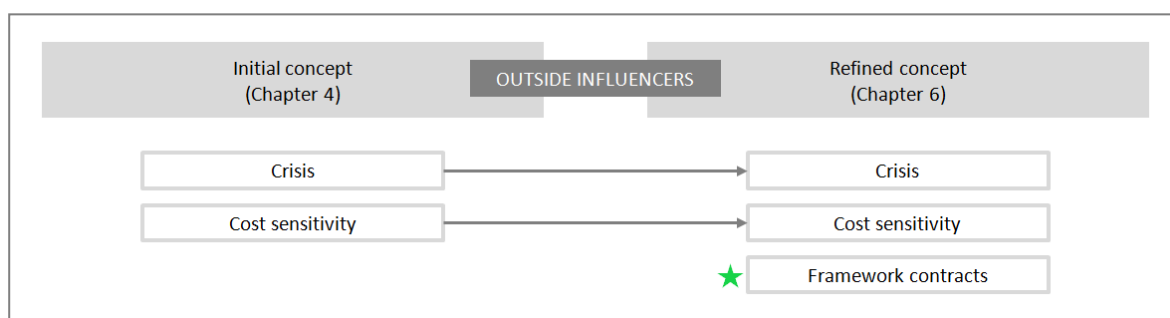 Initial concept
(Chapter 4)
OUTSIDE INFLUENCERS
Refined concept
(Chapter 6)
Crisis
Crisis
Cost sensitivity
Cost sensitivity
Framework contracts